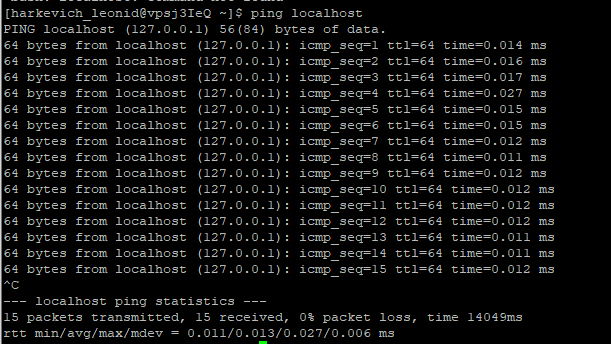 [harkevich_leonid@vpsj3IeQ ~]$ ping localhost
PING localhost (127.0.0.1) 56(84) bytes of data.
64 bytes from localhost (127.0.0.1): icmp_seq=1 ttl=64 time=0.014 ms
64 bytes from localhost (127.0.0.1): icmp_seq=2 ttl=64 time=0.016 ms
64 bytes from localhost (127.0.0.1): icmp_seq=3 ttl=64 time=0.017 ms
64 bytes from localhost (127.0.0.1): icmp_seq=4 ttl=64 time=0.027 ms
64 bytes from localhost (127.0.0.1): icmp_seq=5 ttl=64 time=0.015 ms
64 bytes from localhost (127.0.0.1): icmp_seq=6 ttl=64 time=0.015 ms
64 bytes from localhost (127.0.0.1): icmp_seq=7 ttl=64 time=0.012 ms
64 bytes from localhost (127.0.0.1): icmp_seq=8 ttl=64 time=0.011 ms
64 bytes from localhost (127.0.0.1): icmp_seq=9 ttl=64 time=0.012 ms
64 bytes from localhost (127.0.0.1): icmp_seq=10 ttl=64 time=0.012 ms
64 bytes from localhost (127.0.0.1): icmp_seq=11 ttl=64 time=0.012 ms
64 bytes from localhost (127.0.0.1): icmp_seq=12 ttl=64 time=0.012 ms
64 bytes from localhost (127.0.0.1): icmp_seq=13 ttl=64 time=0.011 ms
64 bytes from localhost (127.0.0.1): icmp_seq=14 ttl=64 time=0.011 ms
64 bytes from localhost (127.0.0.1): icmp_seq=15 ttl=64 time=0.012 ms
^C
--- localhost ping statistics ---
15 packets transmitted, 15 received, 0% packet loss, time 14049ms
rtt min/avg/max/mdev = 0.011/0.013/0.027/0.006 ms